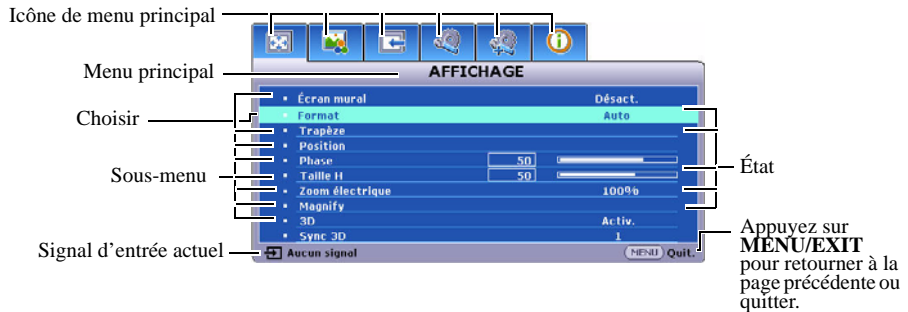 Icône de menu principal
Menu principal
AFFICHAGE
Écran mural Désact.
Choisir
Format Auto
Trapèze
Position
Phase 50
État
Sous-menu
Taille H 50
Zoom électrique 100%
Magnify
3D Activ.
Sync 3D 1
Signal d'entrée actuel
Aucun signal MENU Quit.
Appuyez sur
MENU/EXIT
pour retourner à la
page précédente ou
quitter.